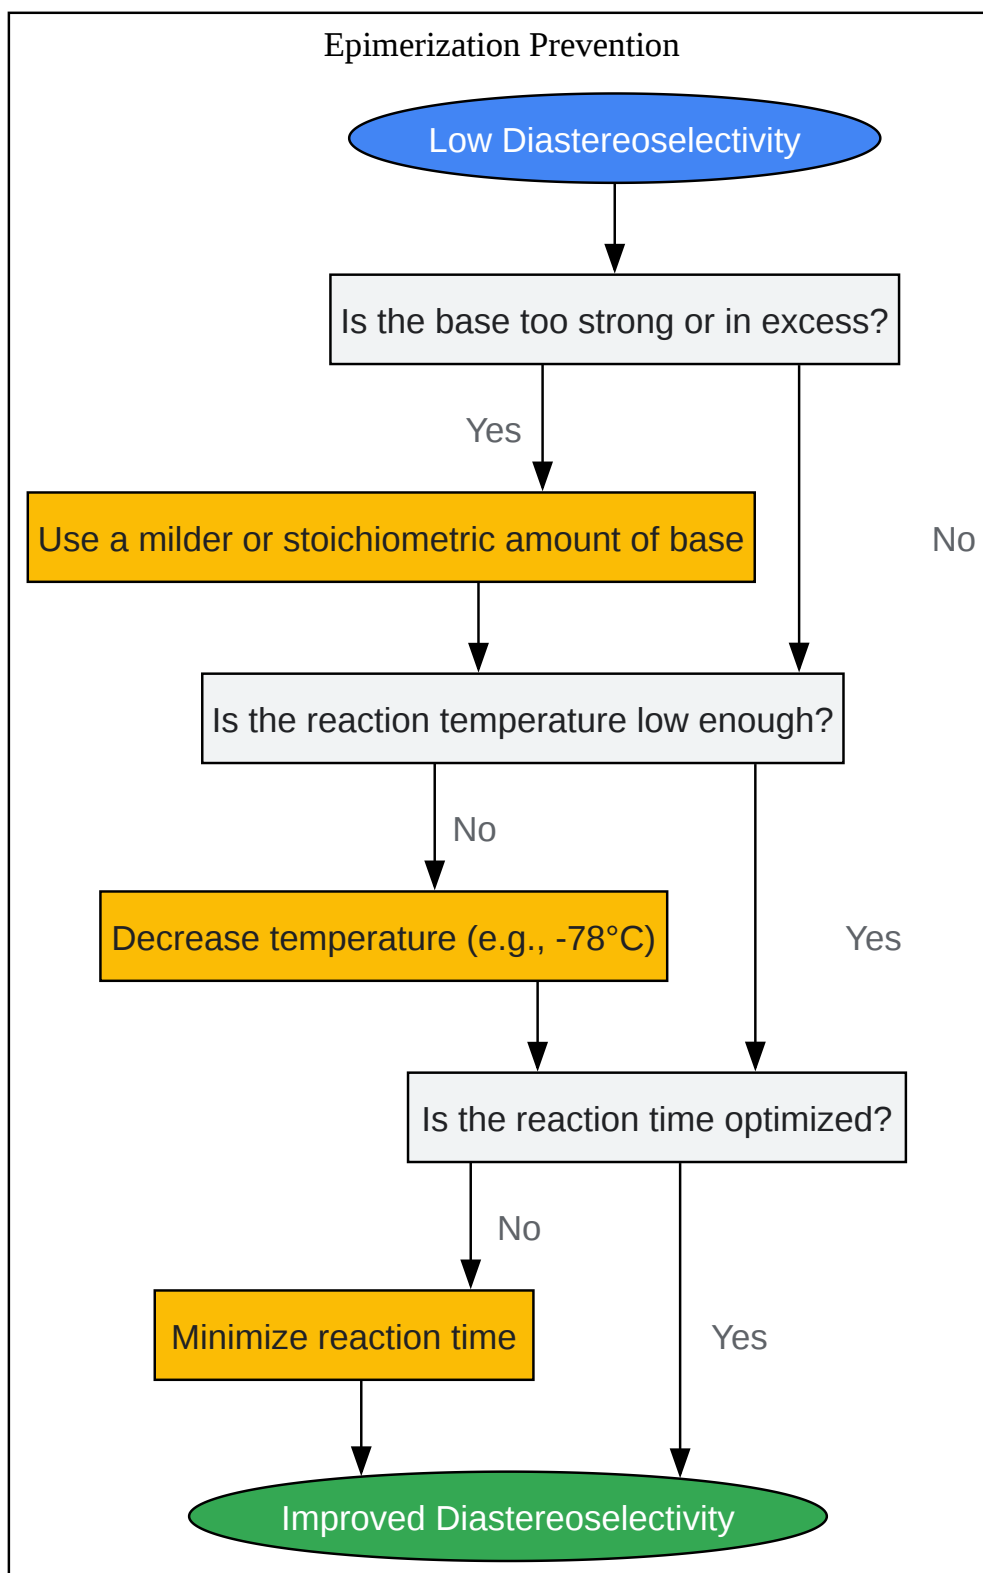 Epimerization Prevention
Low Diastereoselectivity
Is the base too strong or in excess?
Yes
Use a milder or stoichiometric amount of base
No
Is the reaction temperature low enough?
No
Decrease temperature (e.g., -78°C)
Yes
Is the reaction time optimized?
No
Minimize reaction time
Yes
Improved Diastereoselectivity